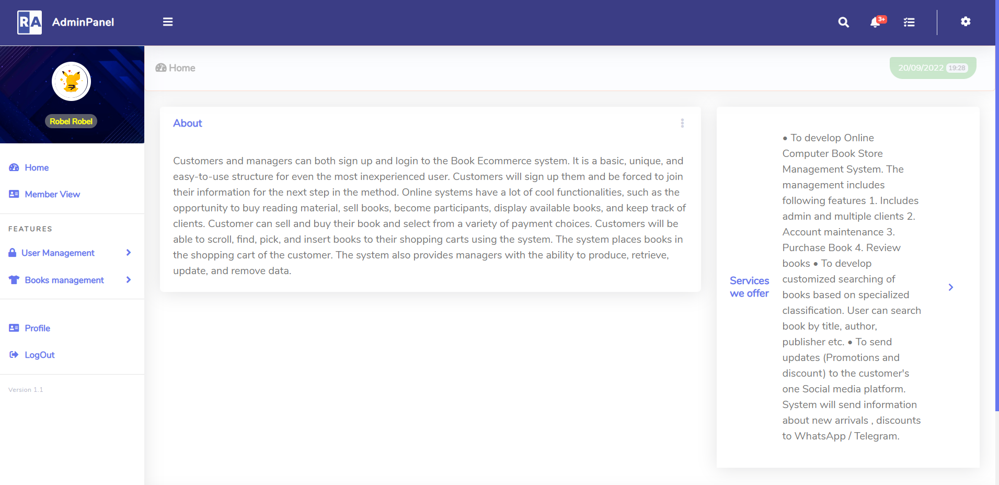 RA AdminPanel
3+
Robel Robel
Home
Member View
FEATURES
User Management
Books management
Profile
LogOut
Version 1.1
Home
20/09/2022 19:28
About
Customers and managers can both sign up and login to the Book Ecommerce system. It is a basic, unique, and
easy-to-use structure for even the most inexperienced user. Customers will sign up them and be forced to join
their information for the next step in the method. Online systems have a lot of cool functionalities, such as the
opportunity to buy reading material, sell books, become participants, display available books, and keep track of
clients. Customer can sell and buy their book and select from a variety of payment choices. Customers will be
able to scroll, find, pick, and insert books to their shopping carts using the system. The system places books in
the shopping cart of the customer. The system also provides managers with the ability to produce, retrieve,
update, and remove data.
Services
we offer
• To develop Online
Computer Book Store
Management System. The
management includes
following features 1. Includes
admin and multiple clients 2.
Account maintenance 3.
Purchase Book 4. Review
books • To develop
customized searching of
books based on specialized
classification. User can search
book by title, author,
publisher etc. • To send
updates (Promotions and
discount) to the customer's
one Social media platform.
System will send information
about new arrivals , discounts
to WhatsApp / Telegram.